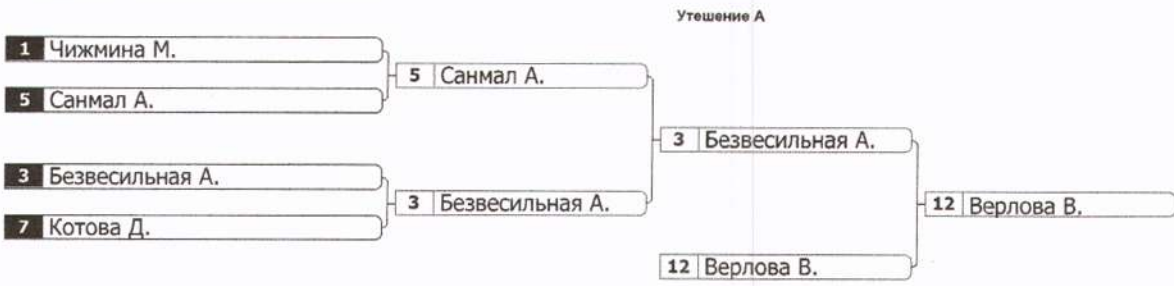 Утешение А
1 Чижмина М.
5 Санмал А.
5 Санмал А.
3 Безвесильная А.
3 Безвесильная А.
7 Котова Д.
3 Безвесильная А.
12 Верлова В.
12 Верлова В.